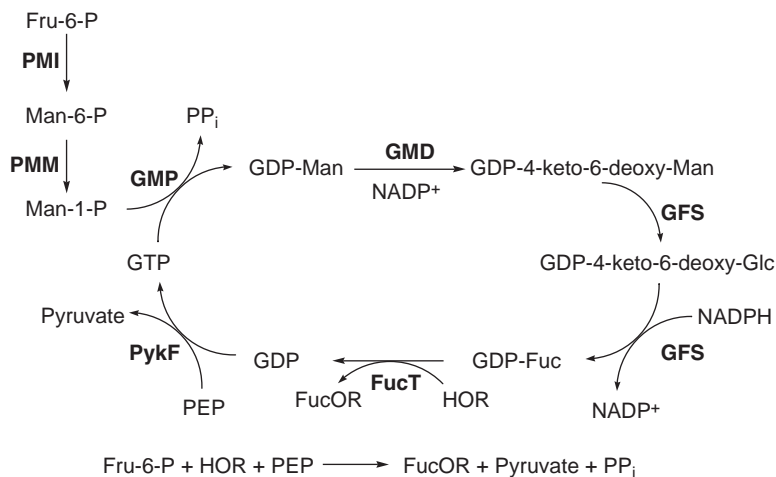 Fru-6-P
PMI
Man-6-P
PMM
Man-1-P
GMP
PPi
GDP-Man
GMD
NADP+
GDP-4-keto-6-deoxy-Man
GFS
GDP-4-keto-6-deoxy-Glc
NADPH
GFS
NADP+
GDP-Fuc
FucT
HOR
FucOR
GDP
GTP
Pyruvate
PykF
PEP
Fru-6-P + HOR + PEP ⟶ FucOR + Pyruvate + PPi